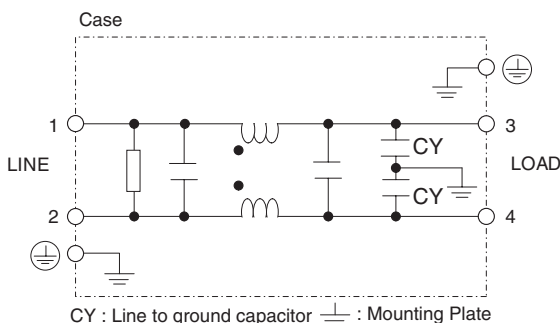 Case
1
3
CY
LINE
LOAD
CY
2
4
CY : Line to ground capacitor : Mounting Plate